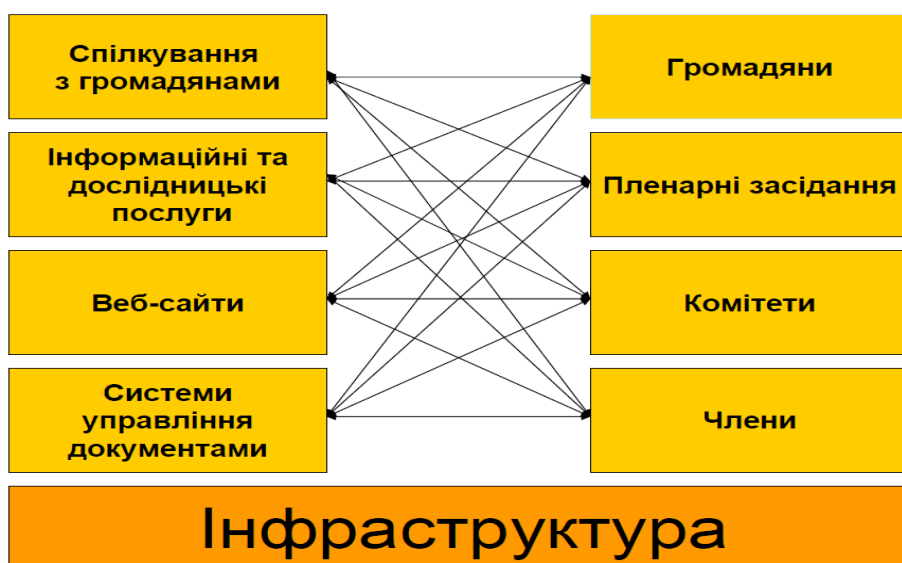 Спілкування
з громадянами
Громадяни
Інформаційні та
дослідницькі
послуги
Пленарні засідання
Веб-сайти
Комітети
Системи
управління
документами
Члени
Інфраструктура